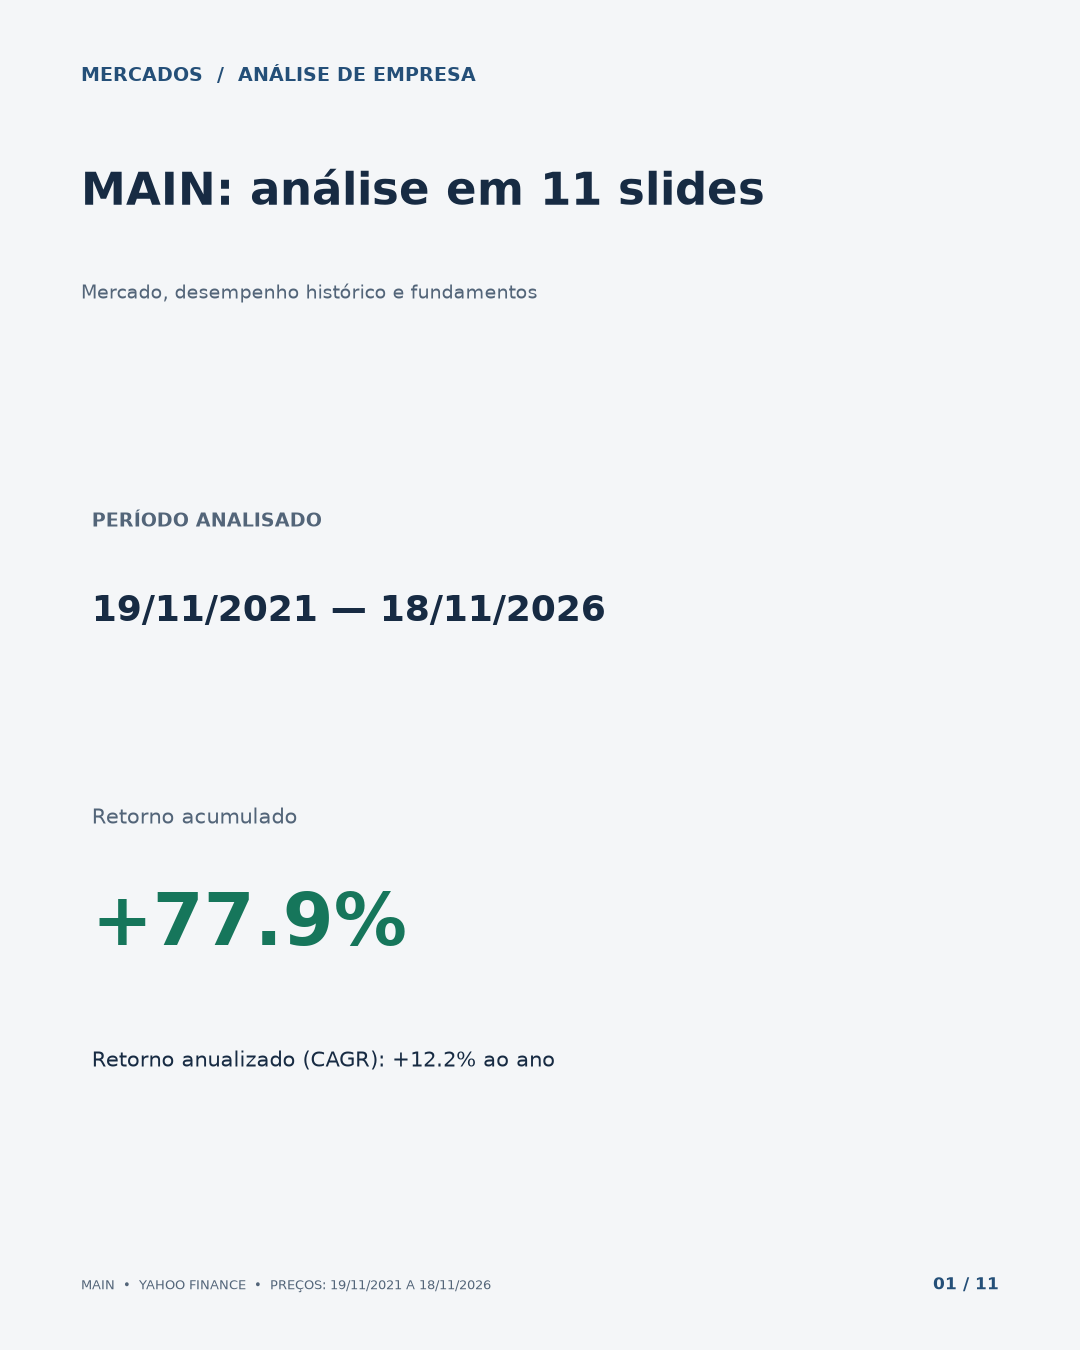 MERCADOS / ANÁLISE DE EMPRESA
MAIN: análise em 11 slides
Mercado, desempenho histórico e fundamentos
PERÍODO ANALISADO
19/11/2021 — 18/11/2026
Retorno acumulado
+77.9%
Retorno anualizado (CAGR): +12.2% ao ano
MAIN • YAHOO FINANCE • PREÇOS: 19/11/2021 A 18/11/2026
01 / 11